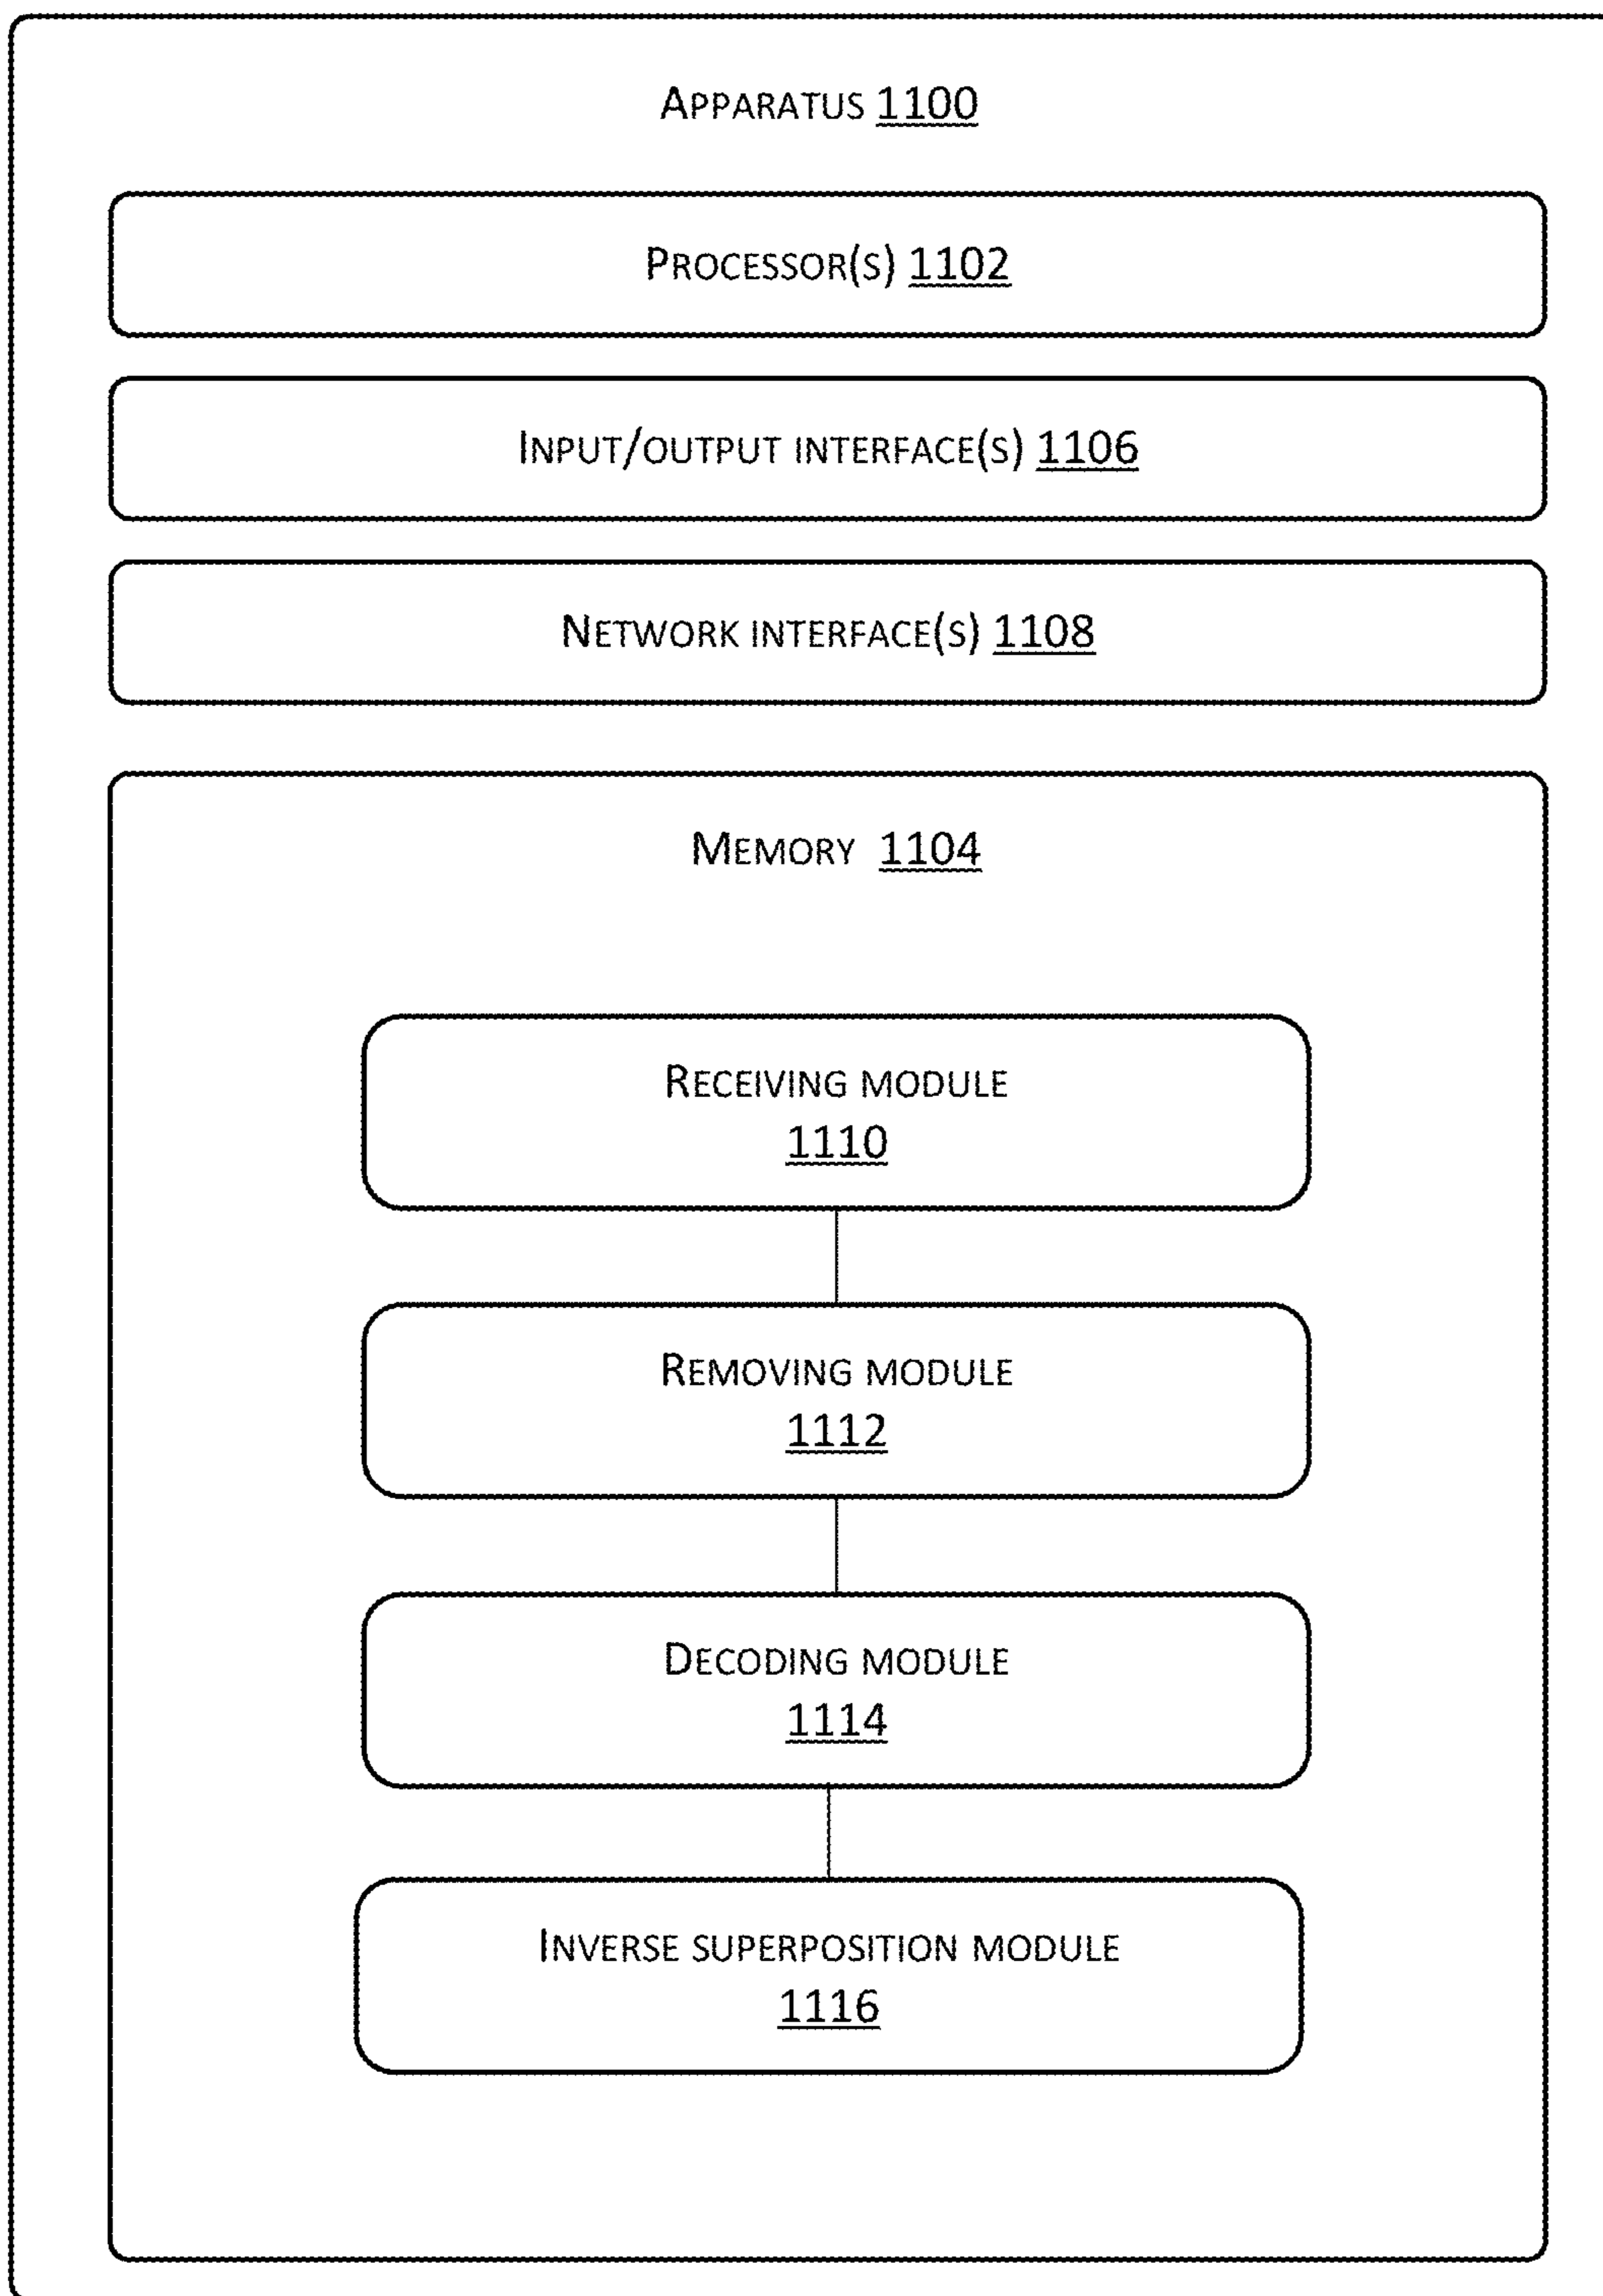 Apparatus 1100
Processor(s) 1102
Input/output interface(s) 1106
Network interface(s) 1108
Memory 1104
Receiving module
1110
Removing module
1112
Decoding module
1114
Inverse superposition module
1116